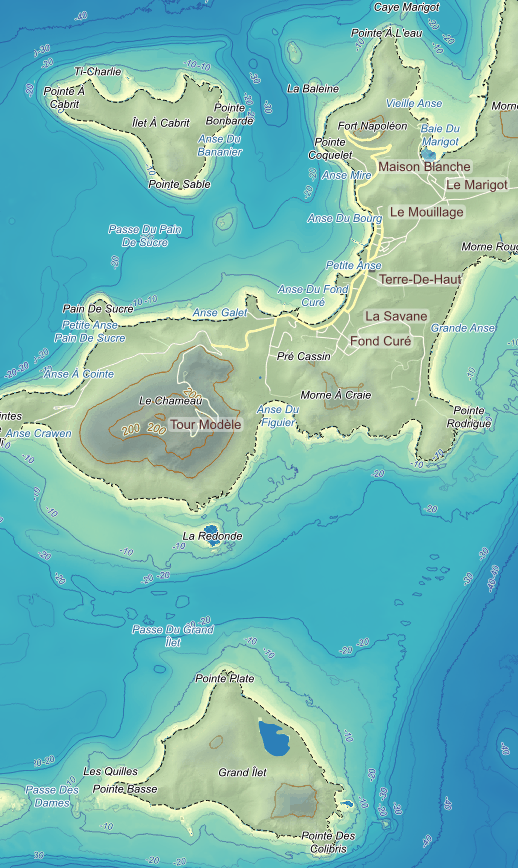 Caye Marigot
Pointe À L'eau
Ti-Charlie
La Baleine
Pointe À
Cabrit
Vieille Anse
Morne
Pointe
Bonbarde
Îlet À Cabrit
Fort Napoléon
Baie Du
Marigot
Anse Du
Bananier
Pointe
Coquelet
Maison Blanche
Anse Mire
Pointe Sable
Le Marigot
Le Mouillage
Anse Du Bourg
Passe Du Pain
De Sucre
Morne Roug
Petite Anse
Terre-De-Haut
Anse Du Fond
Curé
Pain De Sucre
Anse Galet
La Savane
Petite Anse
Pain De Sucre
Grande Anse
Fond Curé
Pré Cassin
Anse À Cointe
Morne À Craie
Le Chameau
200 200
Anse Du
Figuier
Pointe
Rodrigue
intes
Tour Modèle
Anse Crawen
La Redonde
Passe Du Grand
Îlet
Pointe Plate
Les Quilles
Grand Îlet
Passe Des
Dames
Pointe Basse
Pointe Des
Colibris